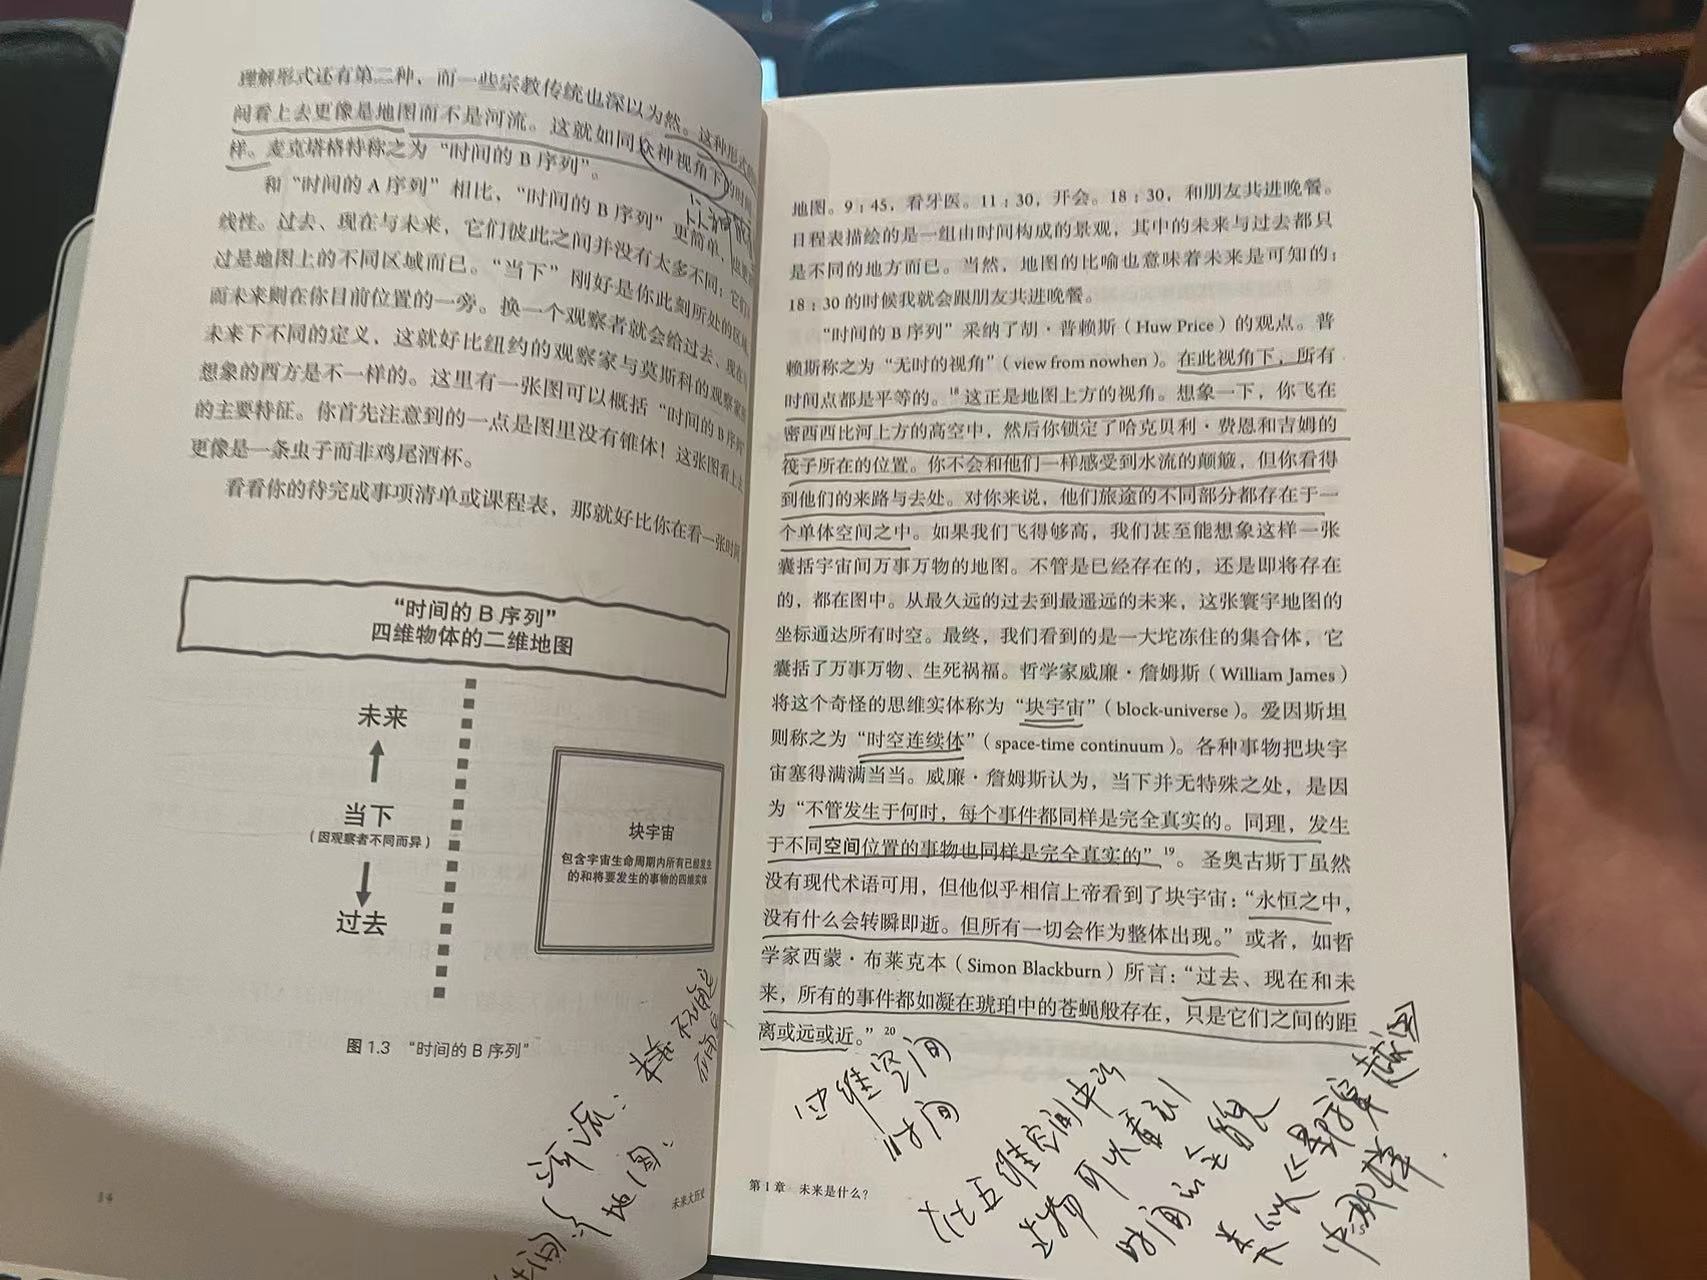 理解形式还有第二种，而一些宗教传统也深以为然。这种形式的
间看上去更像是地图而不是河流。这就如同众神视角下的时间
样。麦克塔格特称之为“时间的 B 序列”。
和“时间的 A 序列”相比，“时间的 B 序列”更简单，也更
线性。过去、现在与未来，它们彼此之间并没有太多不同；它们
过是地图上的不同区域而已。“当下”刚好是你此刻所处的区域，
而未来则在你目前位置的一旁。换一个观察者就会给过去、现在与
未来下不同的定义，这就好比纽约的观察家与莫斯科的观察家所
想象的西方是不一样的。这里有一张图可以概括“时间的 B 序列”
的主要特征。你首先注意到的一点是图里没有锥体！这张图看上去
更像是一条虫子而非鸡尾酒杯。
看看你的待完成事项清单或课程表，那就好比你在看一张时间
“时间的 B 序列”
四维物体的二维地图
未来
当下
（因观察者不同而异）
过去
块宇宙
包含宇宙生命周期内所有已经发生
的和将要发生的事物的四维实体
图 1.3 “时间的 B 序列”
河流：
地图：
时间
34
未来大历史
地图。9：45，看牙医。11：30，开会。18：30，和朋友共进晚餐。
日程表描绘的是一组由时间构成的景观，其中的未来与过去都只
是不同的地方而已。当然，地图的比喻也意味着未来是可知的：
18：30 的时候我就会跟朋友共进晚餐。
“时间的 B 序列”采纳了胡·普赖斯（Huw Price）的观点。普
赖斯称之为“无时的视角”（view from nowhen）。在此视角下，所有
时间点都是平等的。18 这正是地图上方的视角。想象一下，你飞在
密西西比河上方的高空中，然后你锁定了哈克贝利·费恩和吉姆的
筏子所在的位置。你不会和他们一样感受到水流的颠簸，但你看得
到他们的来路与去处。对你来说，他们旅途的不同部分都存在于一
个单体空间之中。如果我们飞得够高，我们甚至能想象这样一张
囊括宇宙间万事万物的地图。不管是已经存在的，还是即将存在
的，都在图中。从最久远的过去到最遥远的未来，这张寰宇地图的
坐标通达所有时空。最终，我们看到的是一大坨冻住的集合体，它
囊括了万事万物、生死祸福。哲学家威廉·詹姆斯（William James）
将这个奇怪的思维实体称为“块宇宙”（block-universe）。爱因斯坦
则称之为“时空连续体”（space-time continuum）。各种事物把块宇
宙塞得满满当当。威廉·詹姆斯认为，当下并无特殊之处，是因
为“不管发生于何时，每个事件都同样是完全真实的。同理，发生
于不同空间位置的事物也同样是完全真实的”19。圣奥古斯丁虽然
没有现代术语可用，但他似乎相信上帝看到了块宇宙：“永恒之中，
没有什么会转瞬即逝。但所有一切会作为整体出现。”或者，如哲
学家西蒙·布莱克本（Simon Blackburn）所言：“过去、现在和未
来，所有的事件都如凝在琥珀中的苍蝇般存在，只是它们之间的距
离或远或近。”20
四维空间
时间
在五维空间中的
生物可以看到
时间的全貌
类似《星际穿越》
中那样.
第 1 章 未来是什么？